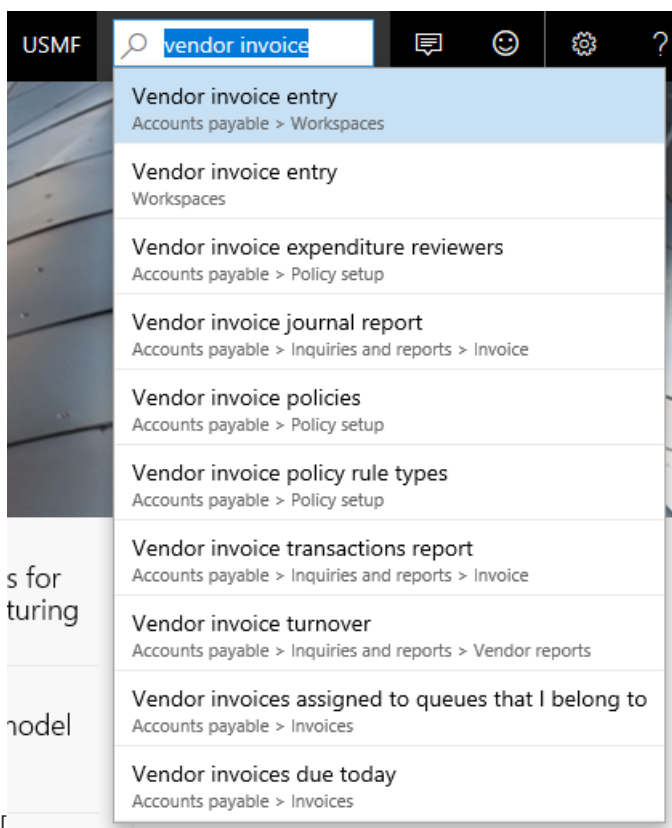 USMF
vendor invoice
?
Vendor invoice entry
Accounts payable > Workspaces
Vendor invoice entry
Workspaces
Vendor invoice expenditure reviewers
Accounts payable > Policy setup
Vendor invoice journal report
Accounts payable > Inquiries and reports > Invoice
Vendor invoice policies
Accounts payable > Policy setup
Vendor invoice policy rule types
Accounts payable > Policy setup
Vendor invoice transactions report
Accounts payable > Inquiries and reports > Invoice
Vendor invoice turnover
Accounts payable > Inquiries and reports > Vendor reports
Vendor invoices assigned to queues that I belong to
Accounts payable > Invoices
Vendor invoices due today
Accounts payable > Invoices
s for
turing